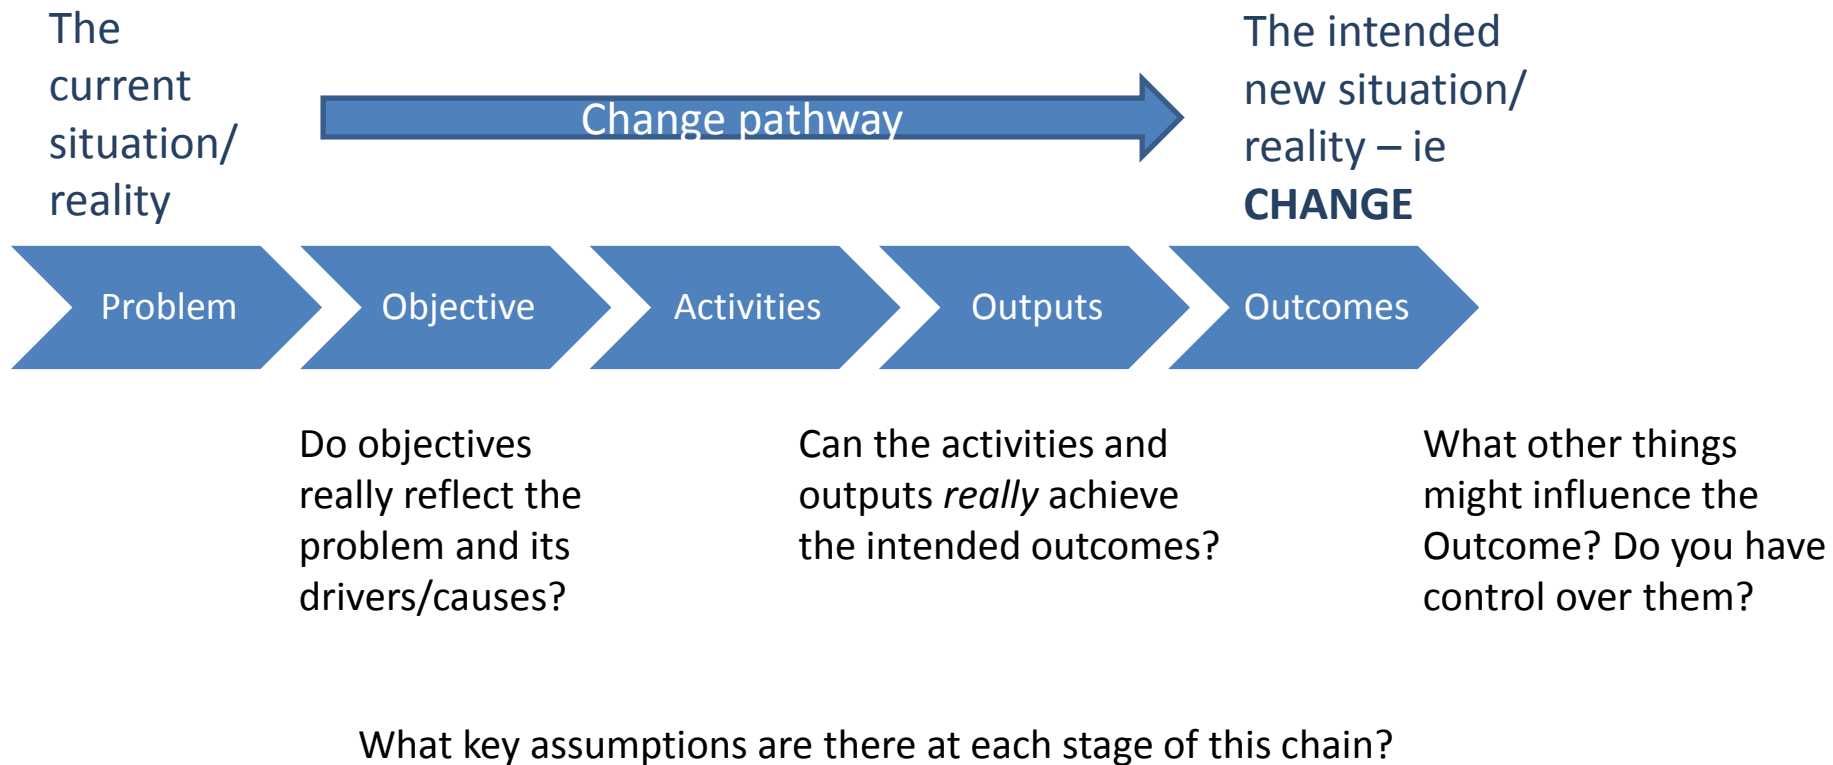 The
current
situation/
reality
Change pathway
The intended
new situation/
reality – ie
CHANGE
Problem
Objective
Activities
Outputs
Outcomes
Do objectives
really reflect the
problem and its
drivers/causes?
Can the activities and
outputs really achieve
the intended outcomes?
What other things
might influence the
Outcome? Do you have
control over them?
What key assumptions are there at each stage of this chain?